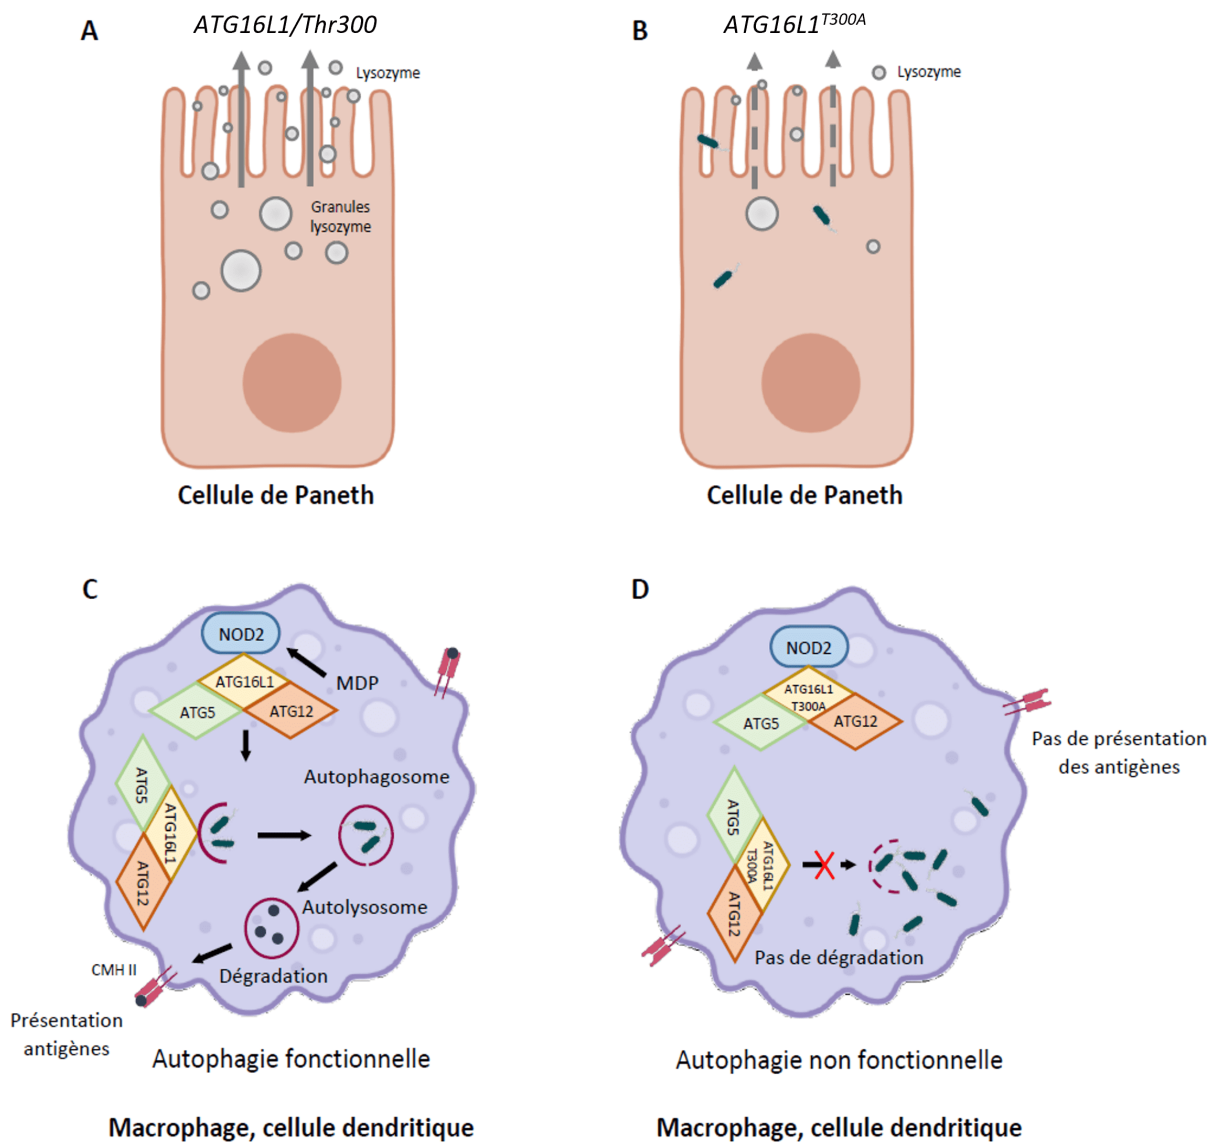 A
ATG16L1/Thr300
Lysozyme
Granules
lysozyme
Cellule de Paneth
B
ATG16L1T300A
Lysozyme
Cellule de Paneth
C
NOD2
ATG16L1
MDP
ATG5
ATG12
ATG5
ATG16L1
ATG12
Autophagosome
Autolysosome
Dégradation
CMH II
Présentation
antigènes
Autophagie fonctionnelle
Macrophage, cellule dendritique
D
NOD2
ATG16L1
T300A
ATG5
ATG12
Pas de présentation
des antigènes
ATG5
ATG16L1
T300A
ATG12
Pas de dégradation
Autophagie non fonctionnelle
Macrophage, cellule dendritique